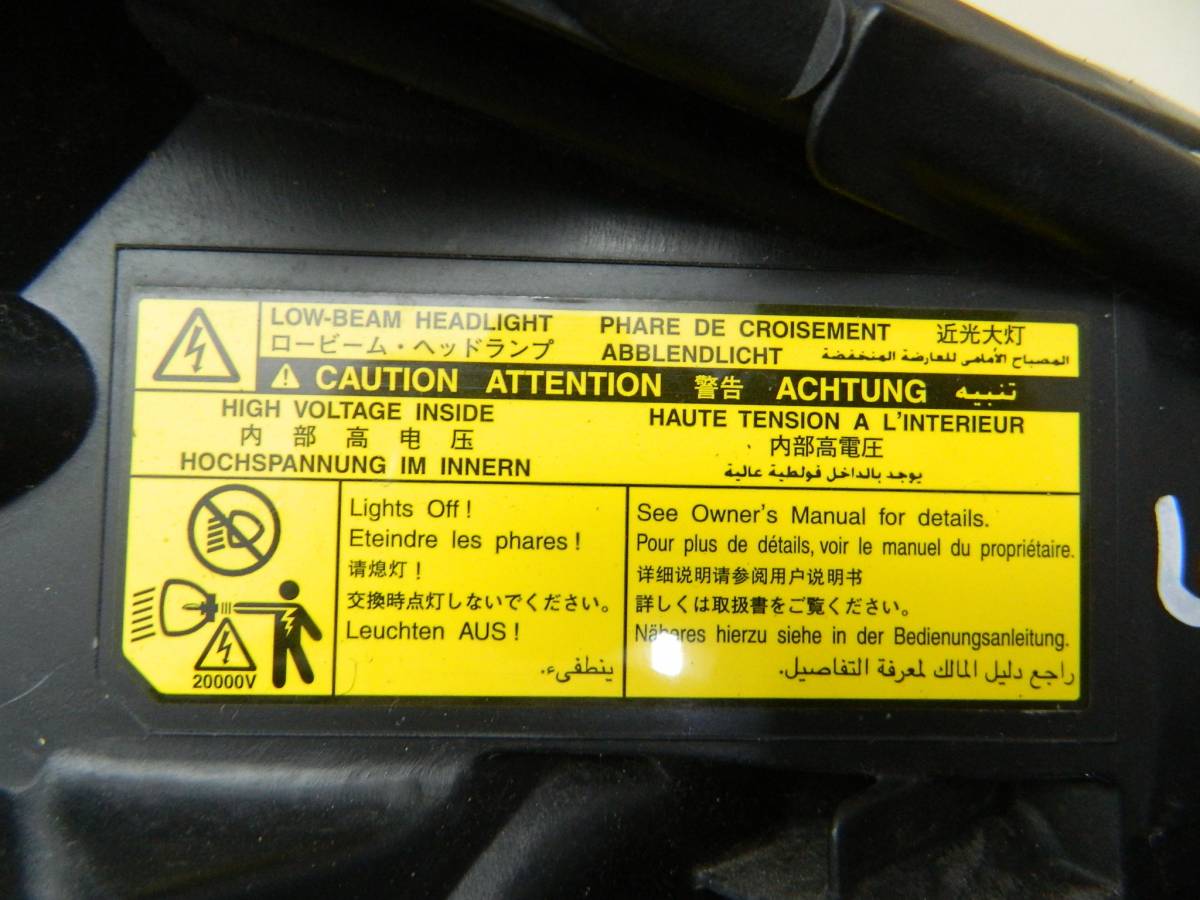 LOW-BEAM HEADLIGHT PHARE DE CROISEMENT 近光大灯
ロービーム・ヘッドランプ ABBLENDLICHT المصباح الأمامى للعارضة المنخفضة
CAUTION ATTENTION 警告 ACHTUNG تنبيه
HIGH VOLTAGE INSIDE
内部高电压
HOCHSPANNUNG IM INNERN
HAUTE TENSION A L'INTERIEUR
内部高電圧
يوجد بالداخل فولطية عالية
20000V
Lights Off !
Eteindre les phares !
请熄灯！
交換時点灯しないでください。
Leuchten AUS !
ينطفىء.
See Owner's Manual for details.
Pour plus de détails, voir le manuel du propriétaire.
详细说明请参阅用户说明书
詳しくは取扱書をご覧ください。
Näheres hierzu siehe in der Bedienungsanleitung.
راجع دليل المالك لمعرفة التفاصيل.